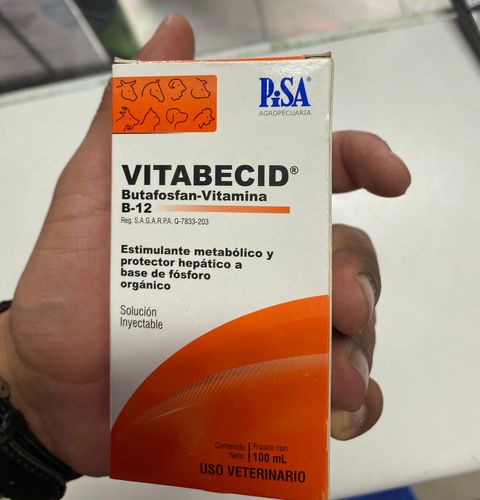 PiSA®
AGROPECUARIA
VITABECID®
Butafosfan-Vitamina
B-12
Reg. S.A.G.A.R.P.A. Q-7833-203
Estimulante metabólico y
protector hepático a
base de fósforo
orgánico
Solución
Inyectable
Contenido Neto: Frasco con 100 mL
USO VETERINARIO